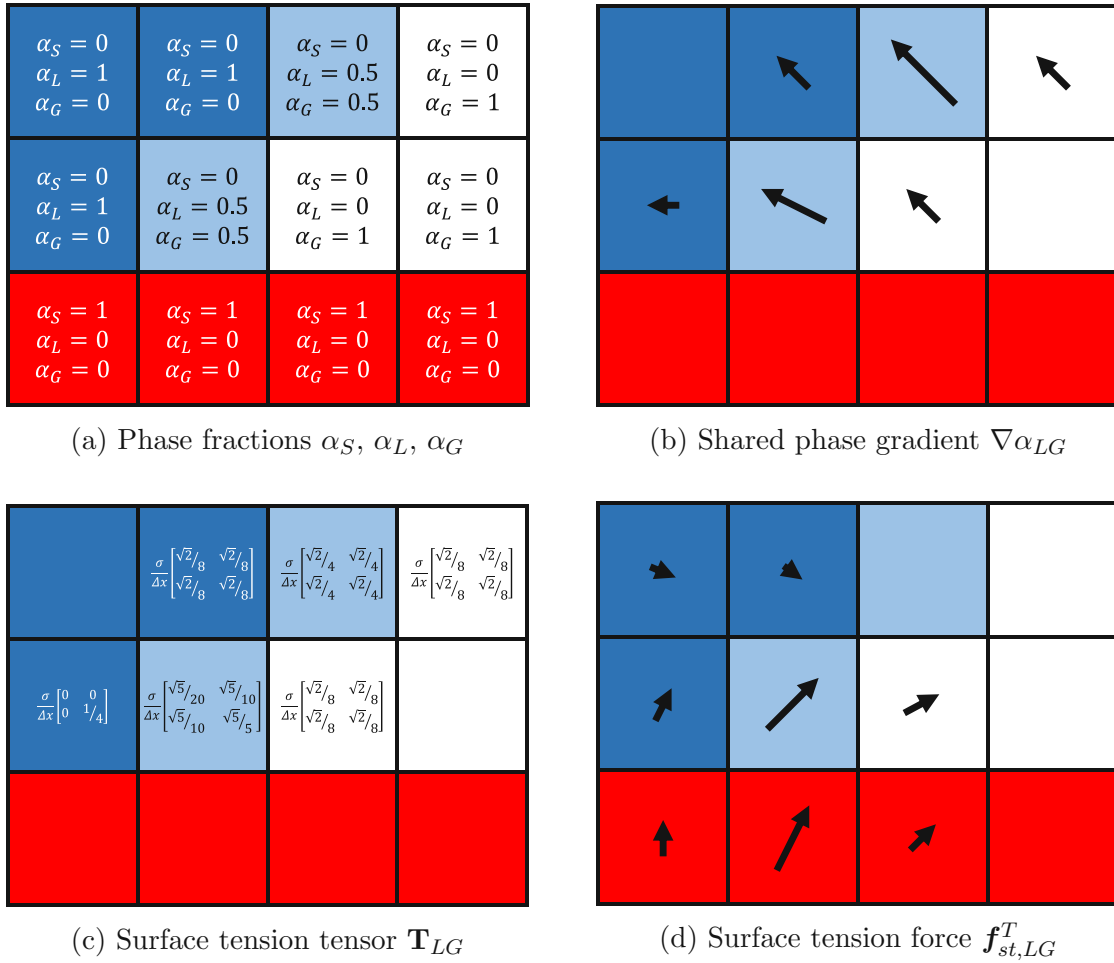 α_S = 0 α_S = 0 α_S = 0 α_S = 0
α_L = 1 α_L = 1 α_L = 0.5 α_L = 0
α_G = 0 α_G = 0 α_G = 0.5 α_G = 1
α_S = 0 α_S = 0 α_S = 0 α_S = 0
α_L = 1 α_L = 0.5 α_L = 0 α_L = 0
α_G = 0 α_G = 0.5 α_G = 1 α_G = 1
α_S = 1 α_S = 1 α_S = 1 α_S = 1
α_L = 0 α_L = 0 α_L = 0 α_L = 0
α_G = 0 α_G = 0 α_G = 0 α_G = 0
(a) Phase fractions α_S, α_L, α_G
(b) Shared phase gradient ∇α_LG
σ/Δx [√2/8 √2/8; √2/8 √2/8] σ/Δx [√2/4 √2/4; √2/4 √2/4] σ/Δx [√2/8 √2/8; √2/8 √2/8]
σ/Δx [0 0; 0 1/4] σ/Δx [√5/20 √5/10; √5/10 √5/5] σ/Δx [√2/8 √2/8; √2/8 √2/8]
(c) Surface tension tensor T_LG
(d) Surface tension force f^T_st,LG